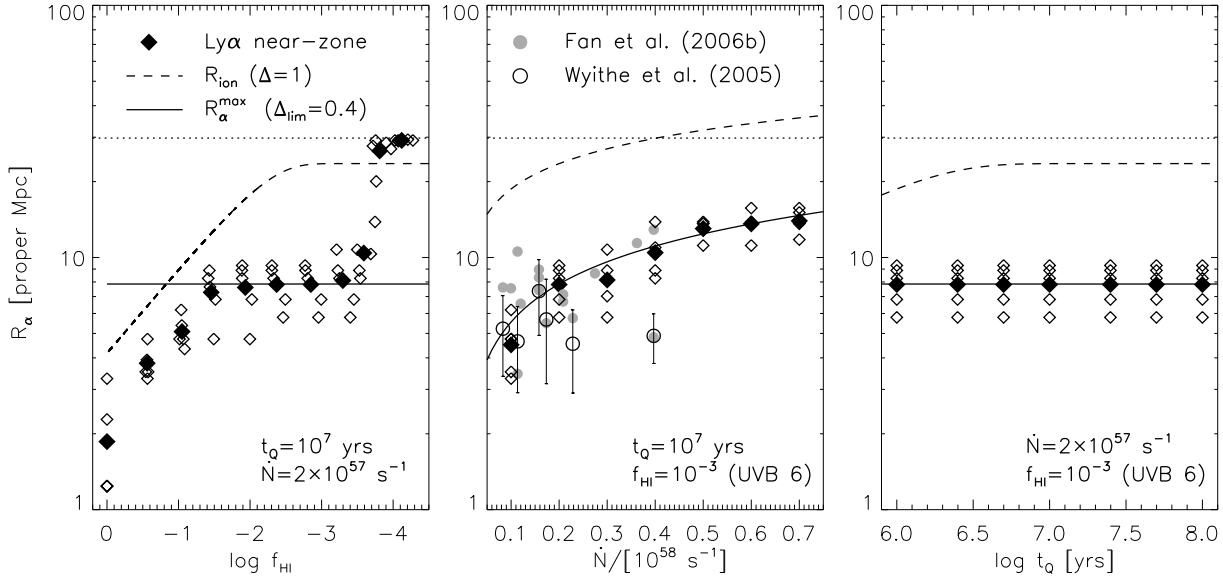 100
100
100
Lyα near−zone
R_ion (Δ=1)
R_α^max (Δ_lim=0.4)
Fan et al. (2006b)
Wyithe et al. (2005)
R_α [proper Mpc]
10
10
10
t_Q=10^7 yrs
Ṅ=2×10^57 s^−1
t_Q=10^7 yrs
f_HI=10^−3 (UVB 6)
Ṅ=2×10^57 s^−1
f_HI=10^−3 (UVB 6)
1
1
1
0 −1 −2 −3 −4
0.1 0.2 0.3 0.4 0.5 0.6 0.7
6.0 6.5 7.0 7.5 8.0
log f_HI
Ṅ/[10^58 s^−1]
log t_Q [yrs]